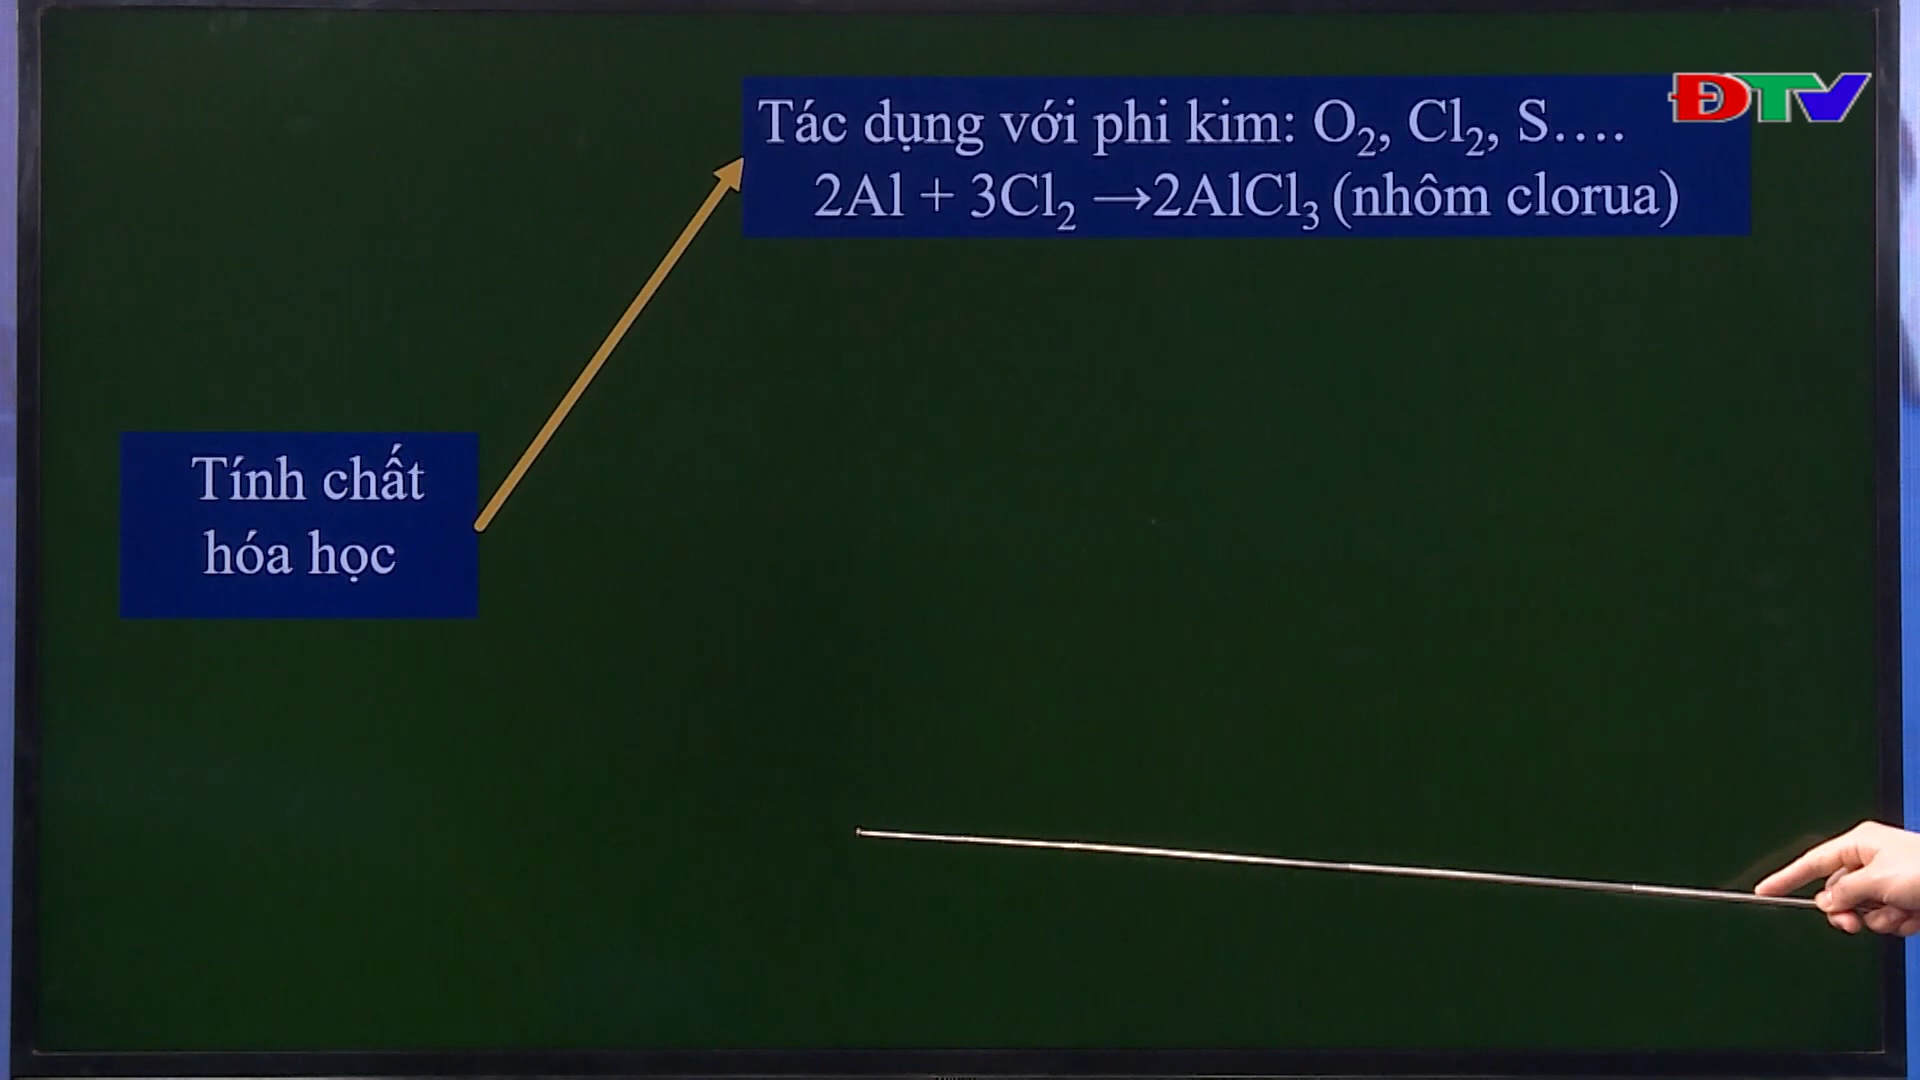 ĐTV
Tác dụng với phi kim: O₂, Cl₂, S….
2Al + 3Cl₂ →2AlCl₃ (nhôm clorua)
Tính chất
hóa học